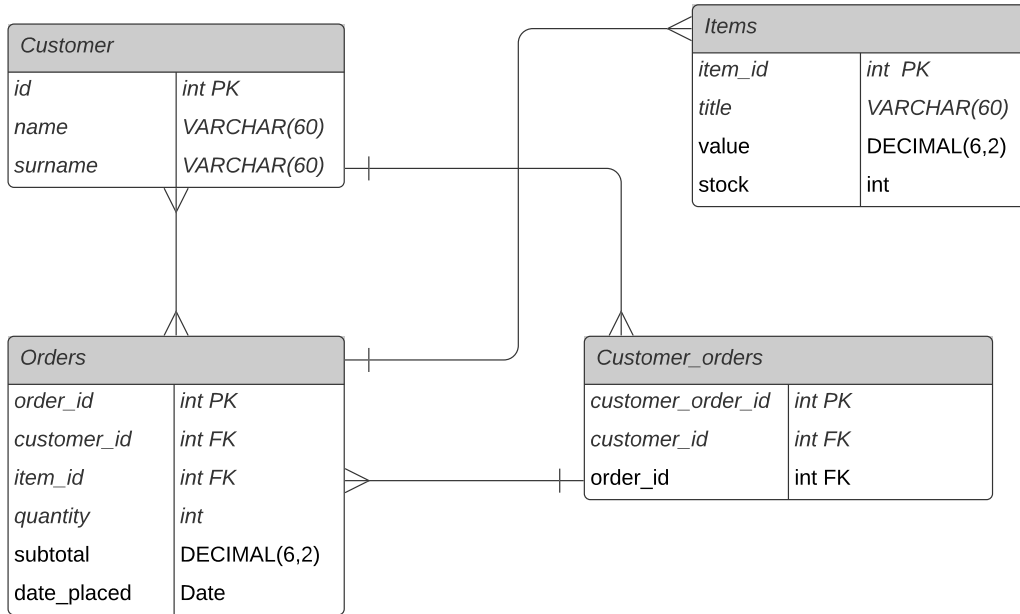 Customer
id int PK
name VARCHAR(60)
surname VARCHAR(60)
Items
item_id int PK
title VARCHAR(60)
value DECIMAL(6,2)
stock int
Orders
order_id int PK
customer_id int FK
item_id int FK
quantity int
subtotal DECIMAL(6,2)
date_placed Date
Customer_orders
customer_order_id int PK
customer_id int FK
order_id int FK